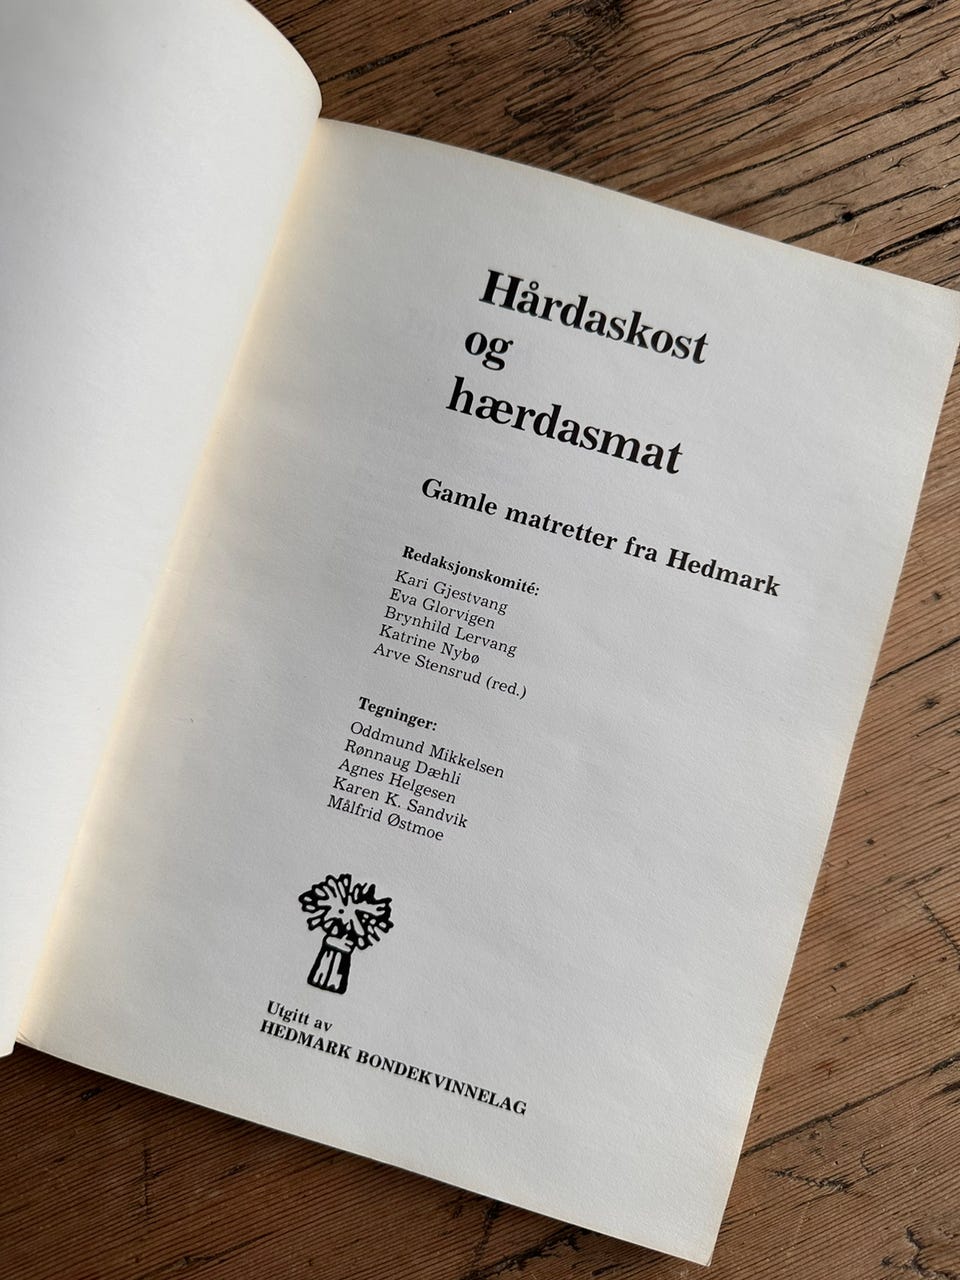 Hårdaskost
og
hærdasmat
Gamle matretter fra Hedmark
Redaksjonskomité:
Kari Gjestvang
Eva Glorvigen
Brynhild Lervang
Katrine Nybø
Arve Stensrud (red.)
Tegninger:
Oddmund Mikkelsen
Rønnaug Dæhli
Agnes Helgesen
Karen K. Sandvik
Målfrid Østmoe
Utgitt av
HEDMARK BONDEKVINNELAG